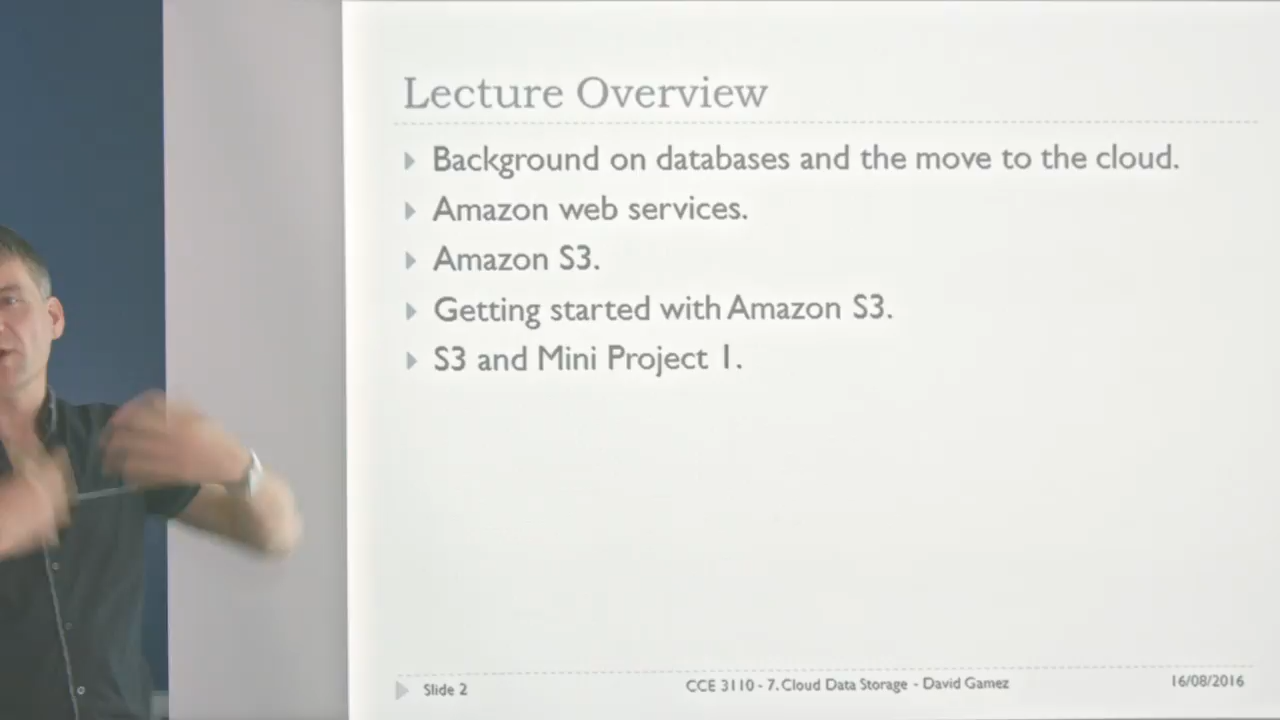 Lecture Overview
Background on databases and the move to the cloud.
Amazon web services.
Amazon S3.
Getting started with Amazon S3.
S3 and Mini Project 1.
Slide 2
CCE 3110 - 7. Cloud Data Storage - David Gamez
16/08/2016